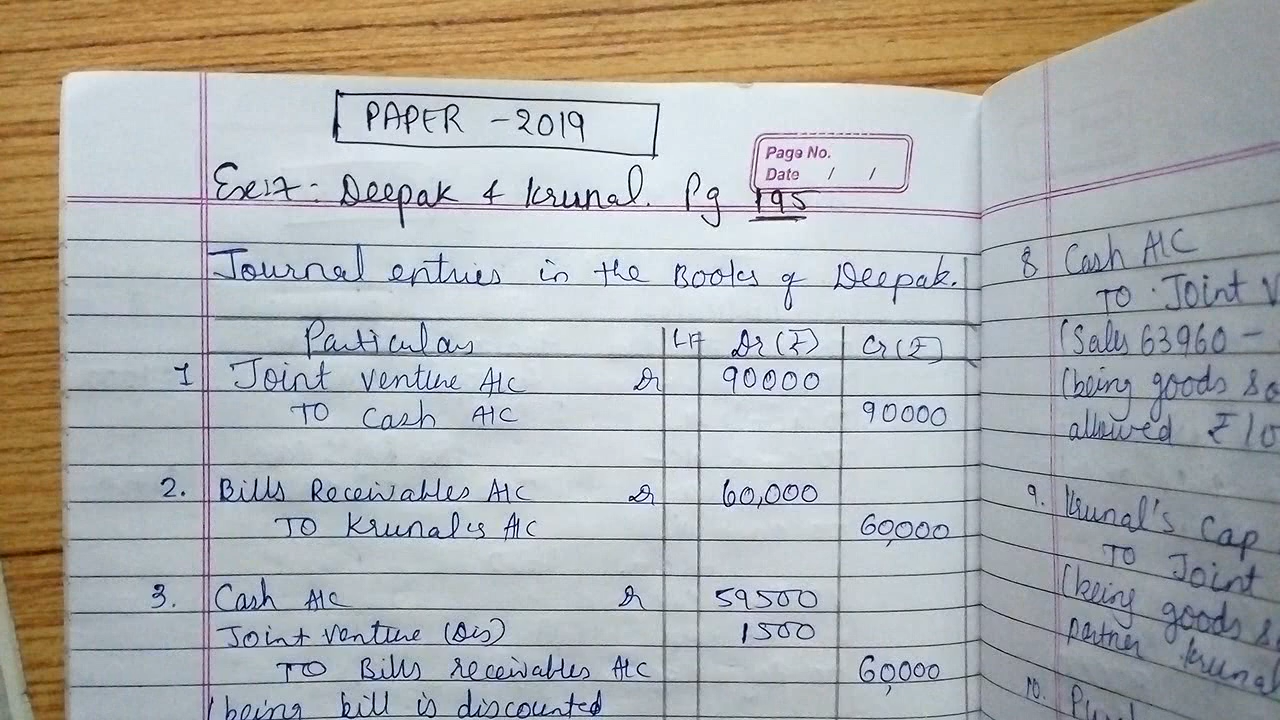 PAPER - 2019
Page No.
Date / /
Deepak & Krunal. Pg 195
Journal entries in the Books of Deepak.
Particulars LF Dr (₹) Cr (₹)
1 Joint venture A/C Dr 90000
TO Cash A/C 90000
2. Bills Receivables A/C Dr 60,000
TO Krunal's A/C 60,000
3. Cash A/C Dr 59500
Joint venture (Dis) 1500
TO Bills receivables A/C 60,000
(being bill is discounted
8 Cash A/C
TO Joint V
(Sales 63960 -
(being goods so
allowed ₹ 10
9. Krunal's Cap
TO Joint
(being goods s
partner Krunal
10.